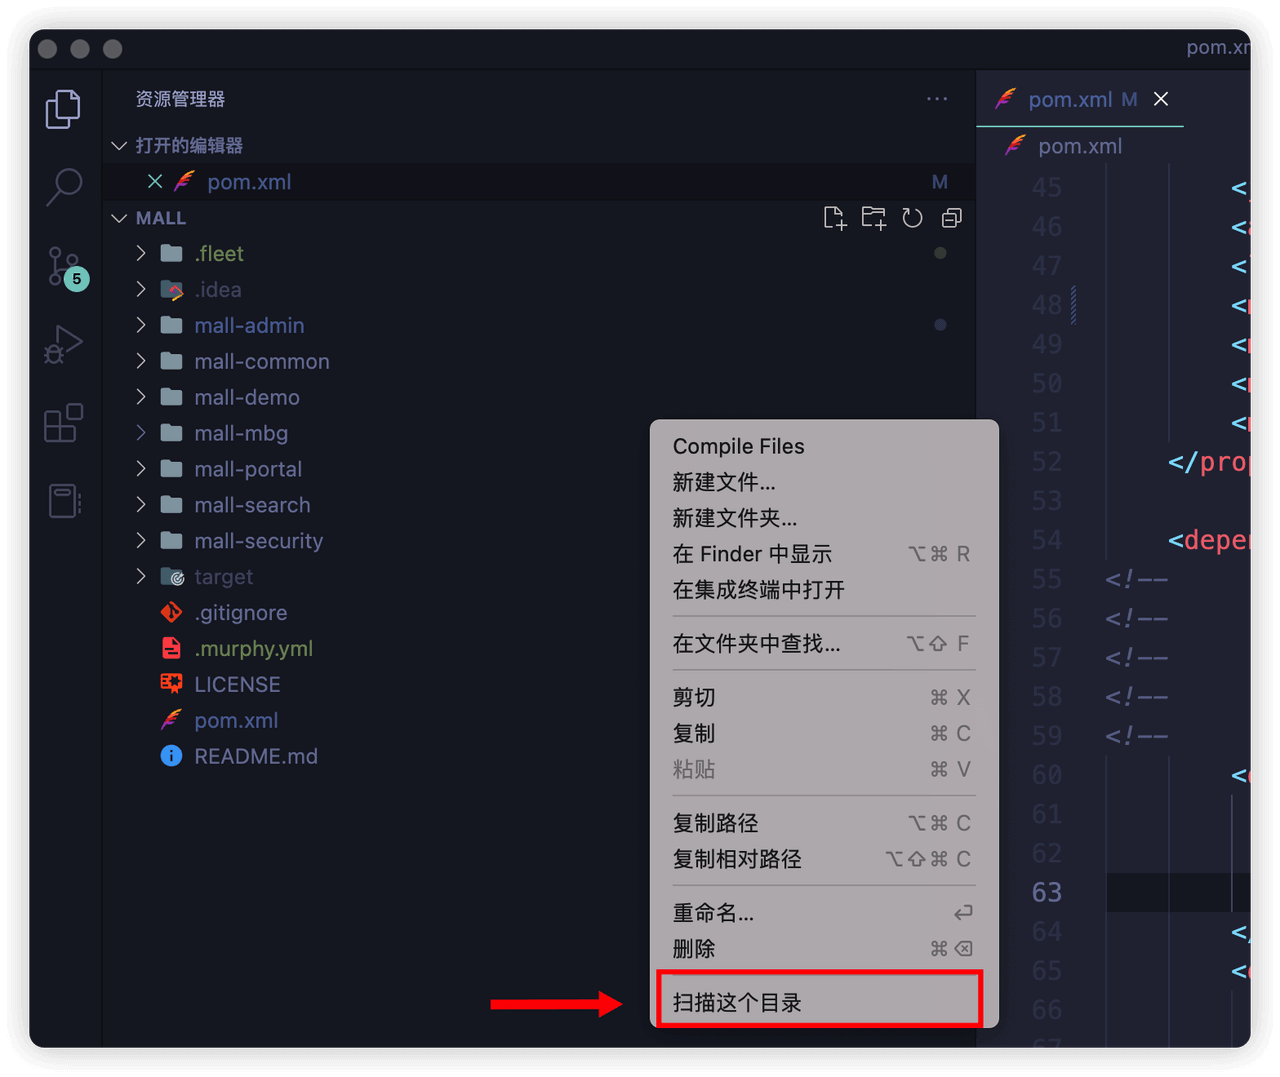 pom.xm
资源管理器
打开的编辑器
pom.xml M
MALL
.fleet
.idea
mall-admin
mall-common
mall-demo
mall-mbg
mall-portal
mall-search
mall-security
target
.gitignore
.murphy.yml
LICENSE
pom.xml
README.md
5
Compile Files
新建文件...
新建文件夹...
在 Finder 中显示 ⌥⌘ R
在集成终端中打开
在文件夹中查找... ⌥⇧ F
剪切 ⌘ X
复制 ⌘ C
粘贴 ⌘ V
复制路径 ⌥⌘ C
复制相对路径 ⌥⇧⌘ C
重命名... ↩
删除 ⌘⌫
扫描这个目录
pom.xml M
pom.xml
45 <
46 <
47 <
48 <
49 <
50 <
51 <
52 </prop
53
54 <deper
55 <!--
56 <!--
57 <!--
58 <!--
59 <!--
60 <
61
62
63
64 </
65 <
66
67